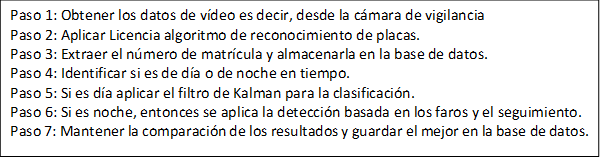 Paso 1: Obtener los datos de vídeo es decir, desde la cámara de vigilancia
Paso 2: Aplicar Licencia algoritmo de reconocimiento de placas.
Paso 3: Extraer el número de matrícula y almacenarla en la base de datos.
Paso 4: Identificar si es de día o de noche en tiempo.
Paso 5: Si es día aplicar el filtro de Kalman para la clasificación.
Paso 6: Si es noche, entonces se aplica la detección basada en los faros y el seguimiento.
Paso 7: Mantener la comparación de los resultados y guardar el mejor en la base de datos.